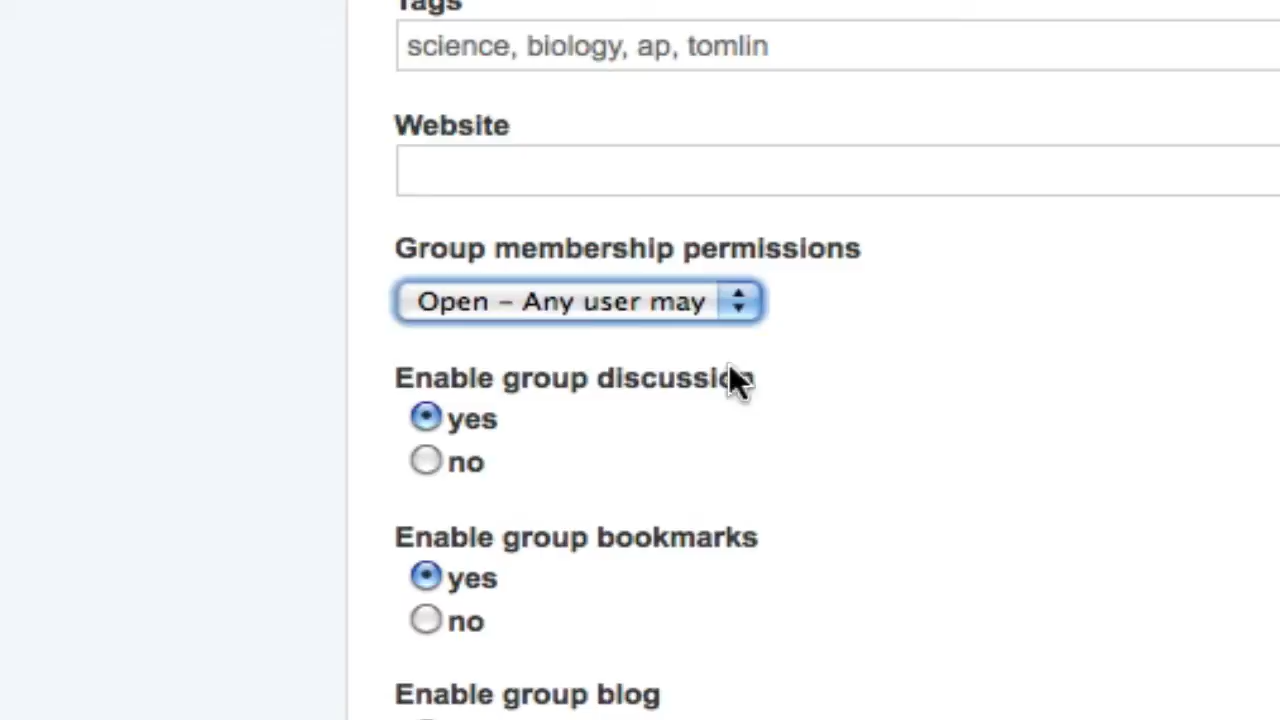 Tags
science, biology, ap, tomlin
Website
Group membership permissions
Open – Any user may
Enable group discussion
yes
no
Enable group bookmarks
yes
no
Enable group blog